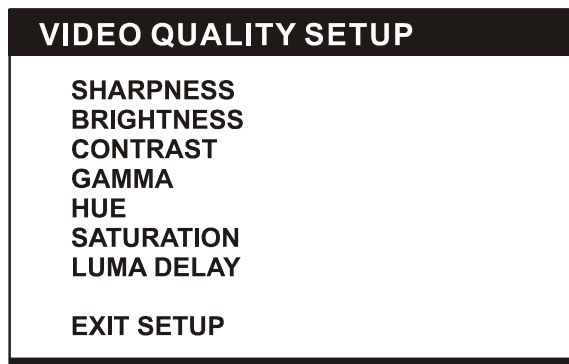 VIDEO QUALITY SETUP
SHARPNESS
BRIGHTNESS
CONTRAST
GAMMA
HUE
SATURATION
LUMA DELAY
EXIT SETUP